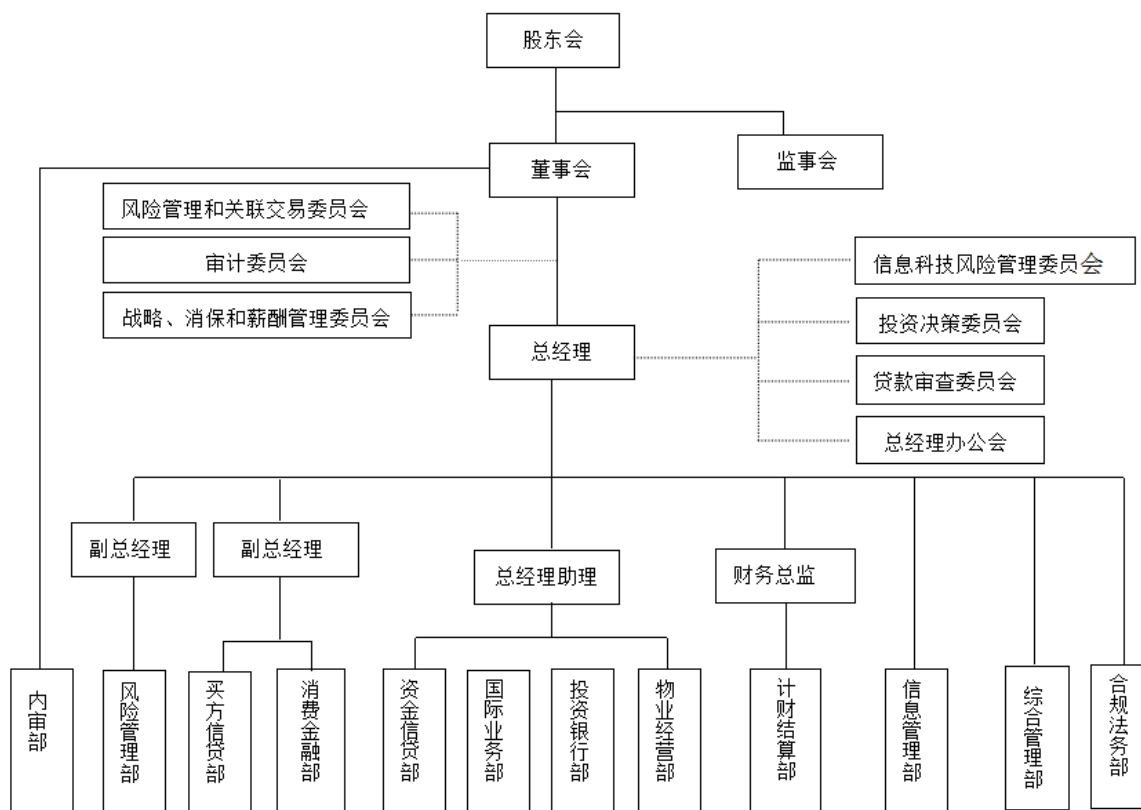 股东会
董事会
监事会
风险管理和关联交易委员会
审计委员会
战略、消保和薪酬管理委员会
信息科技风险管理委员会
投资决策委员会
总经理
贷款审查委员会
总经理办公会
副总经理
副总经理
总经理助理
财务总监
内审部
风险管理部
买方信贷部
消费金融部
资金信贷部
国际业务部
投资银行部
物业经营部
计财结算部
信息管理部
综合管理部
合规法务部